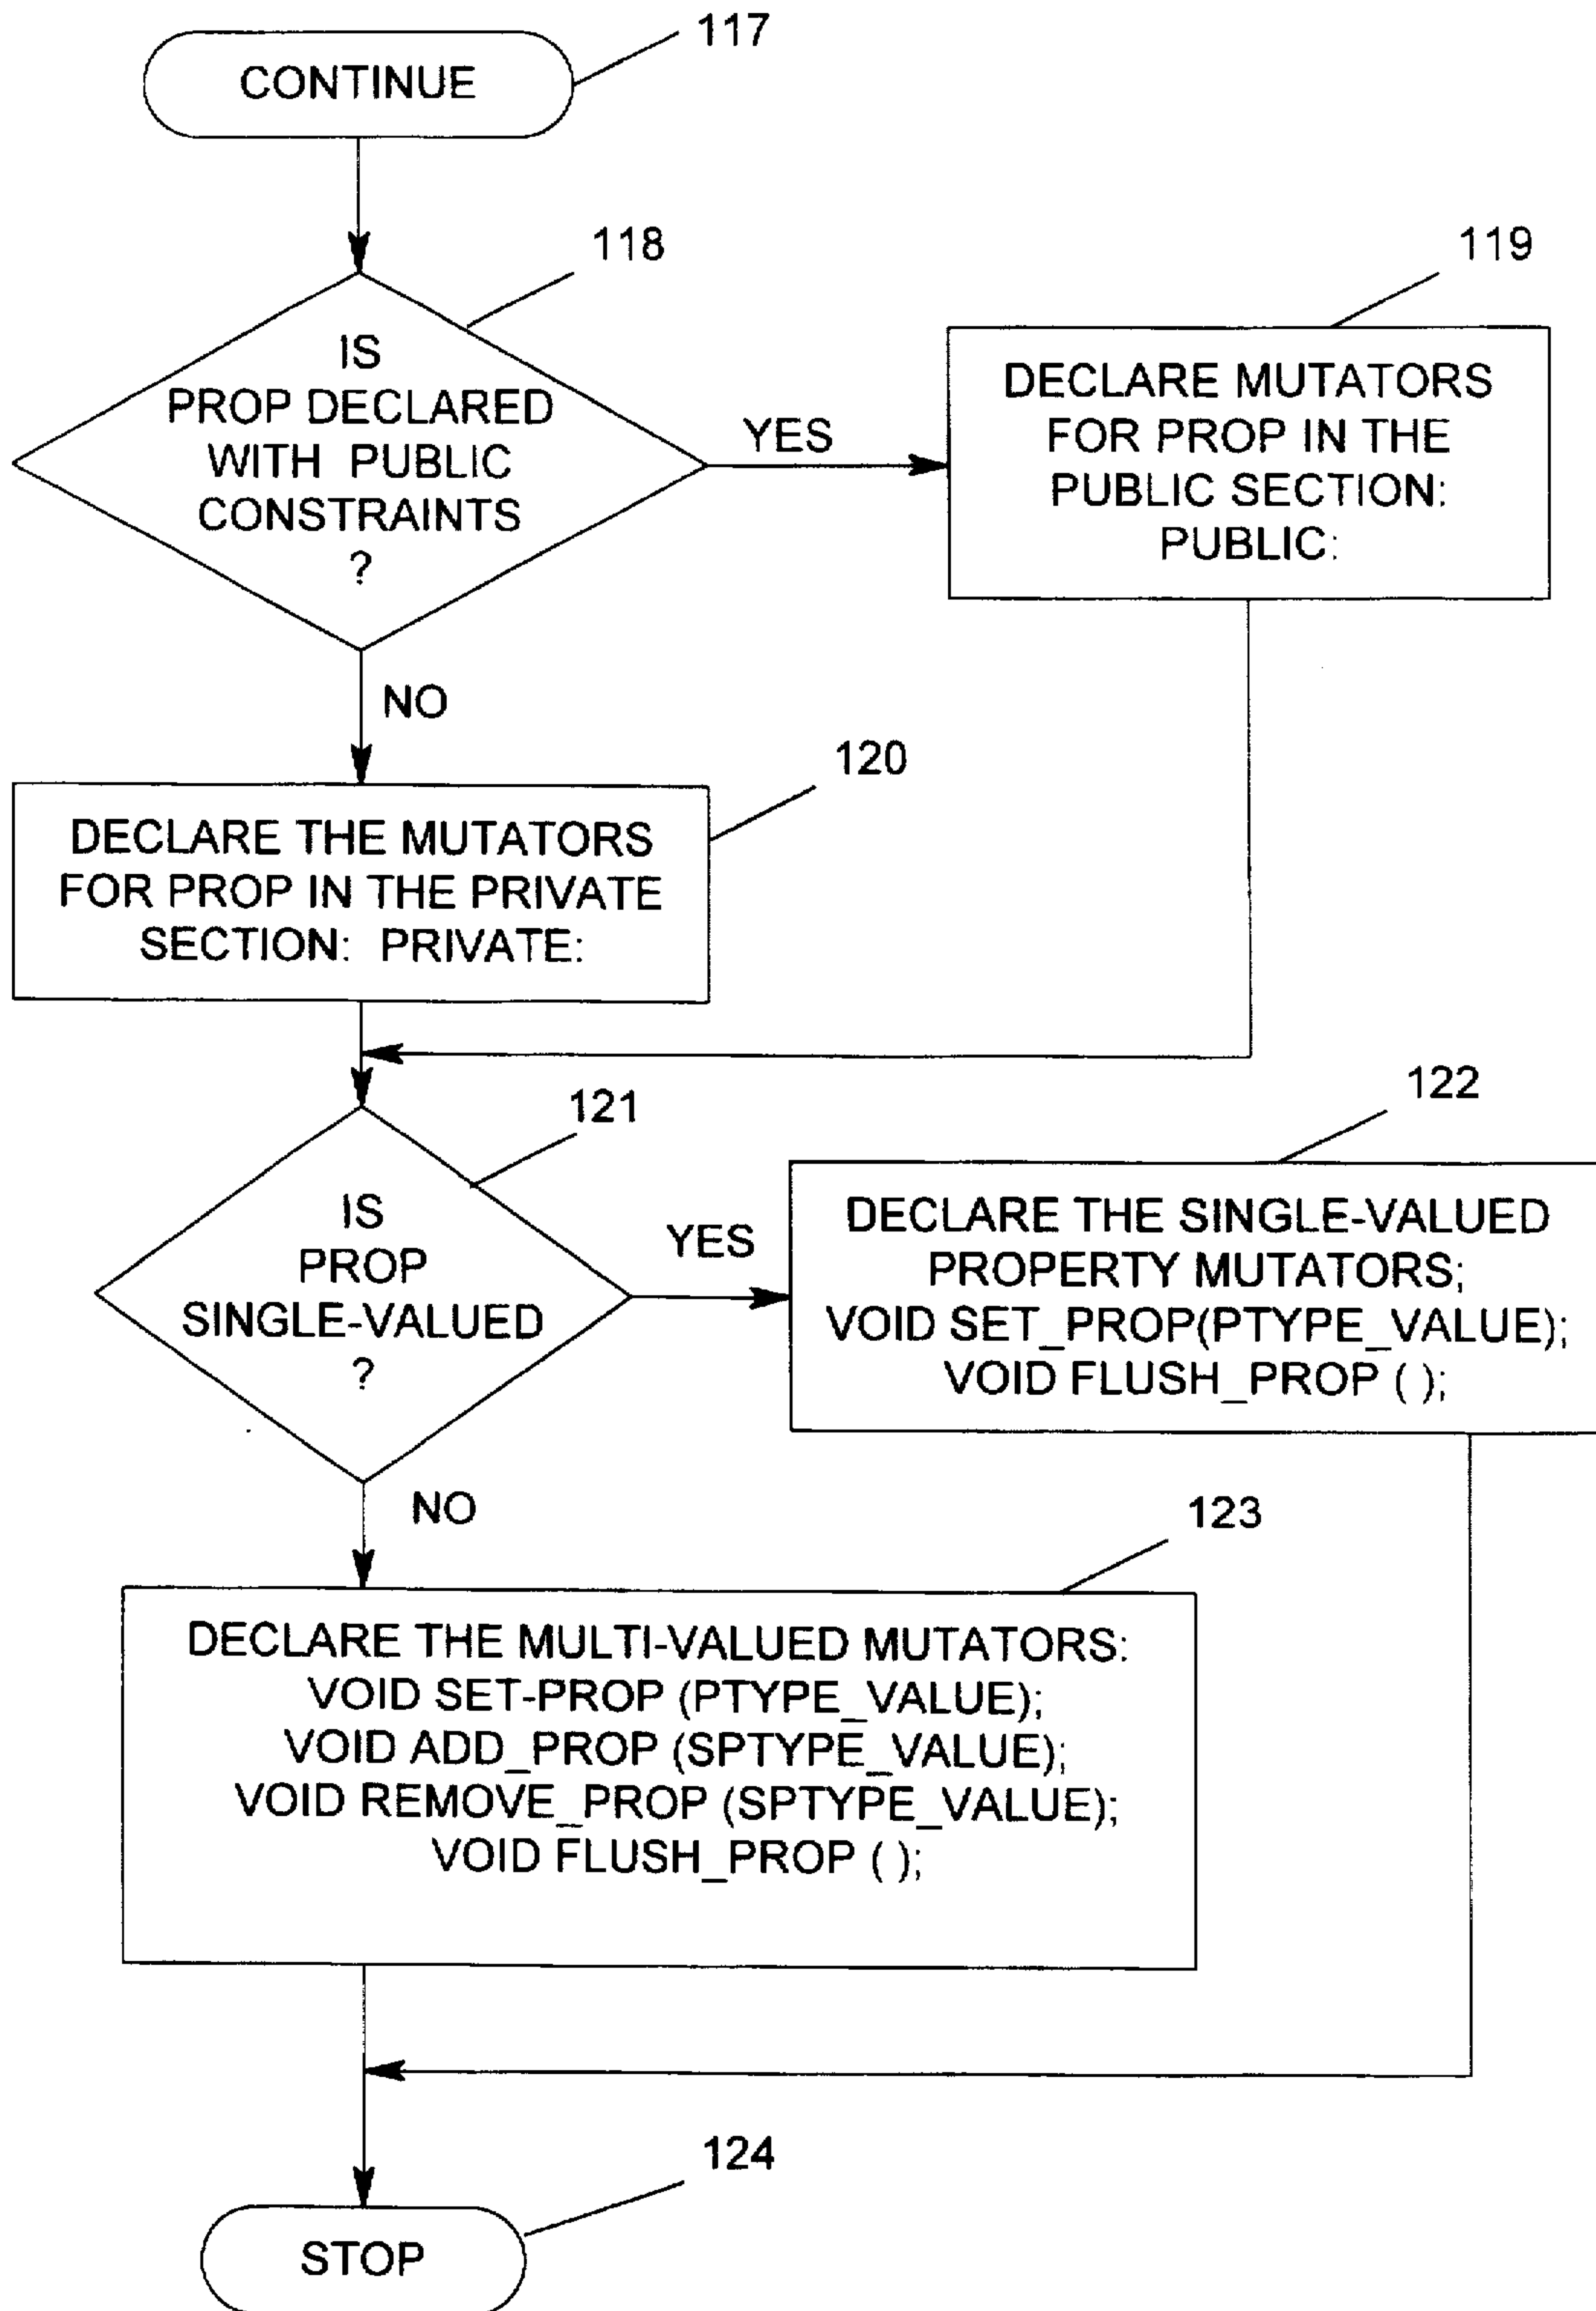 117
CONTINUE
118
IS
PROP DECLARED
WITH PUBLIC
CONSTRAINTS
?
YES
119
DECLARE MUTATORS
FOR PROP IN THE
PUBLIC SECTION:
PUBLIC:
NO
120
DECLARE THE MUTATORS
FOR PROP IN THE PRIVATE
SECTION: PRIVATE:
121
IS
PROP
SINGLE-VALUED
?
YES
122
DECLARE THE SINGLE-VALUED
PROPERTY MUTATORS;
VOID SET_PROP(PTYPE_VALUE);
VOID FLUSH_PROP ( );
NO
123
DECLARE THE MULTI-VALUED MUTATORS:
VOID SET-PROP (PTYPE_VALUE);
VOID ADD_PROP (SPTYPE_VALUE);
VOID REMOVE_PROP (SPTYPE_VALUE);
VOID FLUSH_PROP ( );
124
STOP